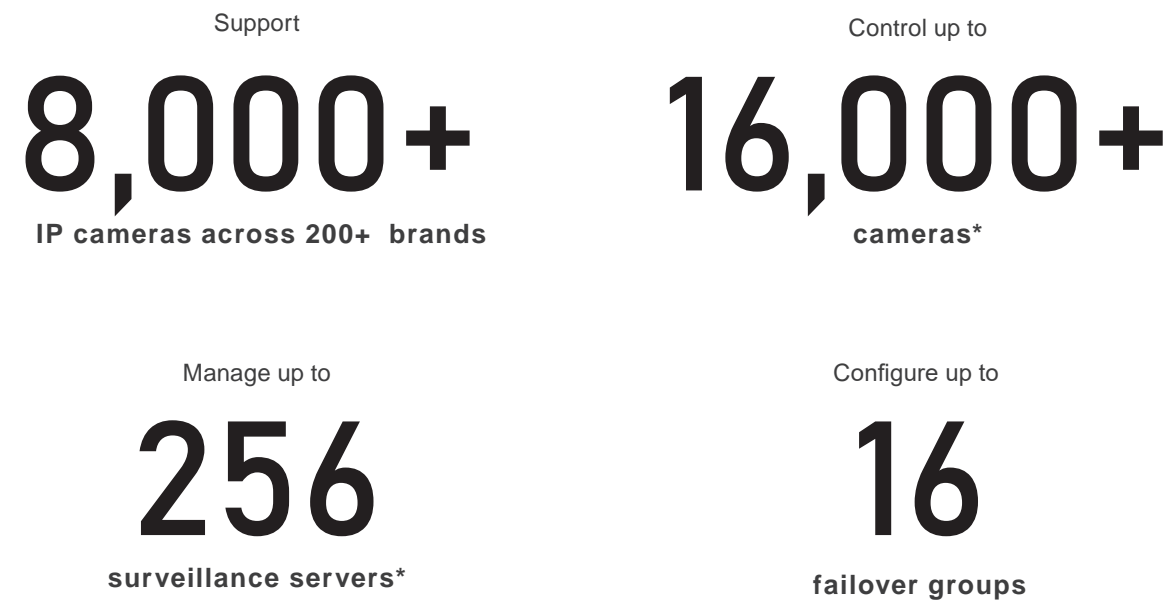 Support
8,000+
IP cameras across 200+ brands
Control up to
16,000+
cameras*
Manage up to
256
surveillance servers*
Configure up to
16
failover groups